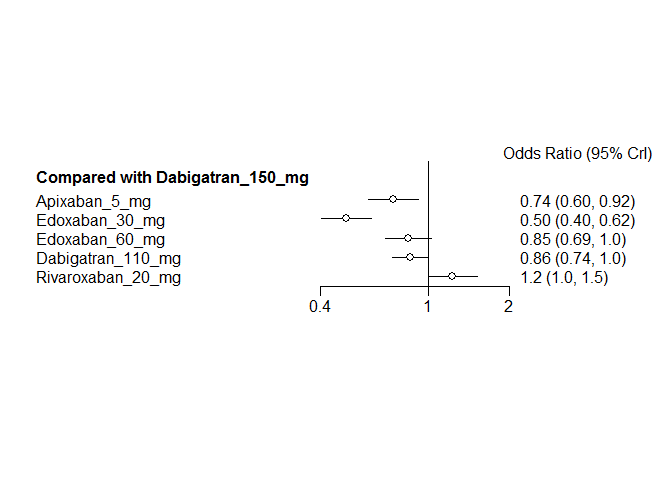 Odds Ratio (95% CrI)
Compared with Dabigatran_150_mg
Apixaban_5_mg 0.74 (0.60, 0.92)
Edoxaban_30_mg 0.50 (0.40, 0.62)
Edoxaban_60_mg 0.85 (0.69, 1.0)
Dabigatran_110_mg 0.86 (0.74, 1.0)
Rivaroxaban_20_mg 1.2 (1.0, 1.5)
0.4 1 2